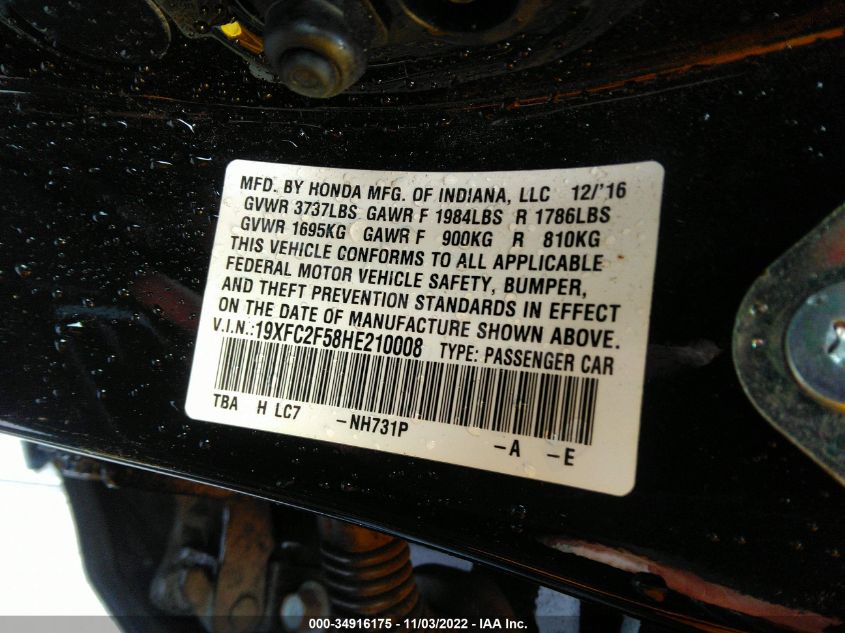 MFD. BY HONDA MFG. OF INDIANA, LLC 12/'16
GVWR 3737LBS GAWR F 1984LBS R 1786LBS
GVWR 1695KG GAWR F 900KG R 810KG
THIS VEHICLE CONFORMS TO ALL APPLICABLE
FEDERAL MOTOR VEHICLE SAFETY, BUMPER,
AND THEFT PREVENTION STANDARDS IN EFFECT
ON THE DATE OF MANUFACTURE SHOWN ABOVE.
V.I.N.:19XFC2F58HE210008 TYPE: PASSENGER CAR
TBA H LC7 -NH731P -A -E
000-34916175 - 11/03/2022 - IAA Inc.